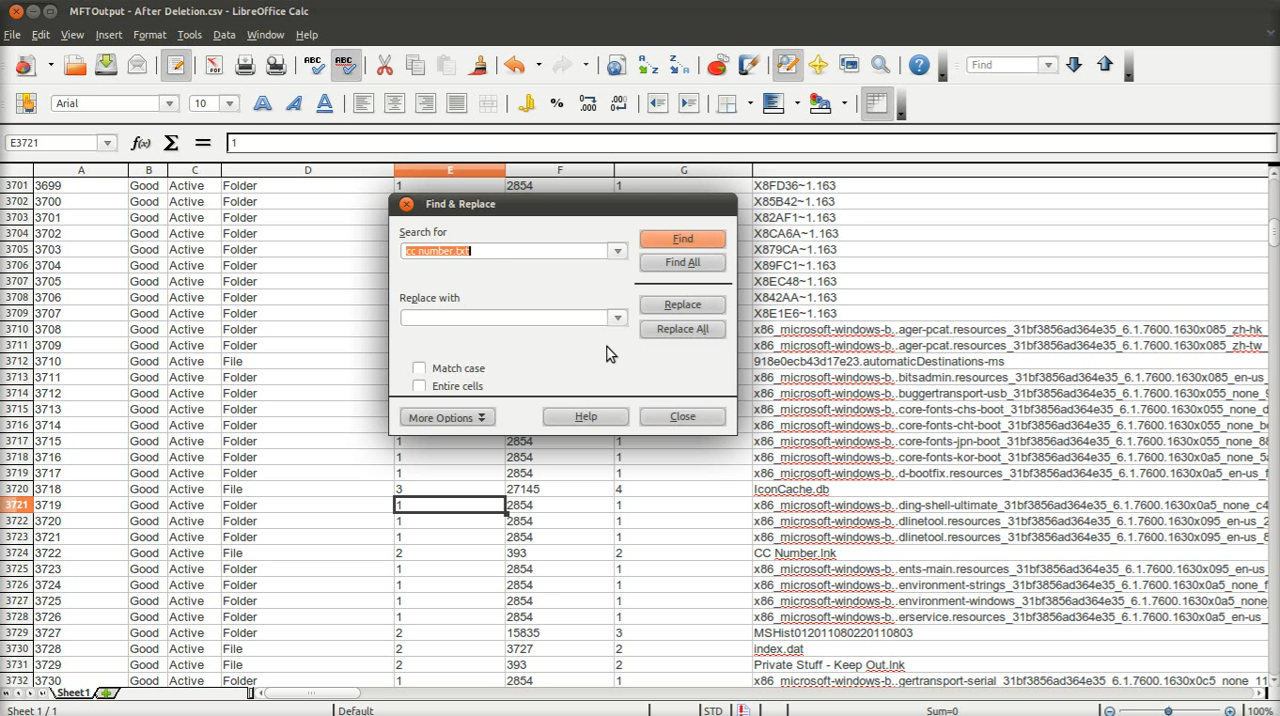 MFTOutput - After Deletion.csv - LibreOffice Calc
File Edit View Insert Format Tools Data Window Help
Find
Arial 10
E3721 1
A B C D E F G
3701 3699 Good Active Folder 1 2854 1 X8FD36~1.163
3702 3700 Good Active Folder X85B42~1.163
3703 3701 Good Active Folder X82AF1~1.163
3704 3702 Good Active Folder X8CA6A~1.163
3705 3703 Good Active Folder X879CA~1.163
3706 3704 Good Active Folder X89FC1~1.163
3707 3705 Good Active Folder X8EC48~1.163
3708 3706 Good Active Folder X842AA~1.163
3709 3707 Good Active Folder X8E1E6~1.163
3710 3708 Good Active Folder x86_microsoft-windows-b..ager-pcat.resources_31bf3856ad364e35_6.1.7600.1630x085_zh-hk
3711 3709 Good Active Folder x86_microsoft-windows-b..ager-pcat.resources_31bf3856ad364e35_6.1.7600.1630x085_zh-tw
3712 3710 Good Active File 918e0ecb43d17e23.automaticDestinations-ms
3713 3711 Good Active Folder x86_microsoft-windows-b..bitsadmin.resources_31bf3856ad364e35_6.1.7600.1630x085_en-us
3714 3712 Good Active Folder x86_microsoft-windows-b..buggertransport-usb_31bf3856ad364e35_6.1.7600.1630x085_none
3715 3713 Good Active Folder x86_microsoft-windows-b..core-fonts-chs-boot_31bf3856ad364e35_6.1.7600.1630x055_none_d
3716 3714 Good Active Folder x86_microsoft-windows-b..core-fonts-cht-boot_31bf3856ad364e35_6.1.7600.1630x055_none_be
3717 3715 Good Active Folder 1 2854 1 x86_microsoft-windows-b..core-fonts-jpn-boot_31bf3856ad364e35_6.1.7600.1630x055_none_6
3718 3716 Good Active Folder 1 2854 1 x86_microsoft-windows-b..core-fonts-kor-boot_31bf3856ad364e35_6.1.7600.1630x055_none_5a
3719 3717 Good Active Folder 1 2854 1 x86_microsoft-windows-b..d-bootfix.resources_31bf3856ad364e35_6.1.7600.1630x055_en-us_f
3720 3718 Good Active File 3 27145 4 IconCache.db
3721 3719 Good Active Folder 1 2854 1 x86_microsoft-windows-b..ding-shell-ultimate_31bf3856ad364e35_6.1.7600.1630x055_none_c4
3722 3720 Good Active Folder 1 2854 1 x86_microsoft-windows-b..dlinetool.resources_31bf3856ad364e35_6.1.7600.1630x095_en-us_2
3723 3721 Good Active Folder 1 2854 1 x86_microsoft-windows-b..dlinetool.resources_31bf3856ad364e35_6.1.7600.1630x095_en-us_e
3724 3722 Good Active File 2 393 2 CC Number.lnk
3725 3723 Good Active Folder 1 2854 1 x86_microsoft-windows-b..ents-main.resources_31bf3856ad364e35_6.1.7600.1630x095_en-us
3726 3724 Good Active Folder 1 2854 1 x86_microsoft-windows-b..environment-strings_31bf3856ad364e35_6.1.7600.1630x0a5_none_f
3727 3725 Good Active Folder 1 2854 1 x86_microsoft-windows-b..environment-windows_31bf3856ad364e35_6.1.7600.1630x0a5_none
3728 3726 Good Active Folder 1 2854 1 x86_microsoft-windows-b..erservice.resources_31bf3856ad364e35_6.1.7600.1630x0a5_en-us
3729 3727 Good Active Folder 2 15835 3 MSHist012011080220110803
3730 3728 Good Active File 2 3727 2 index.dat
3731 3729 Good Active File 2 393 2 Private Stuff - Keep Out.lnk
3732 3730 Good Active Folder 1 2854 1 x86_microsoft-windows-b..gertransport-serial_31bf3856ad364e35_6.1.7600.1630x0c5_none_11
Find & Replace
Search for
cc number.txt
Find
Find All
Replace with
Replace
Replace All
Match case
Entire cells
More Options Help Close
Sheet1
Sheet 1 / 1 Default STD Sum=0 100%